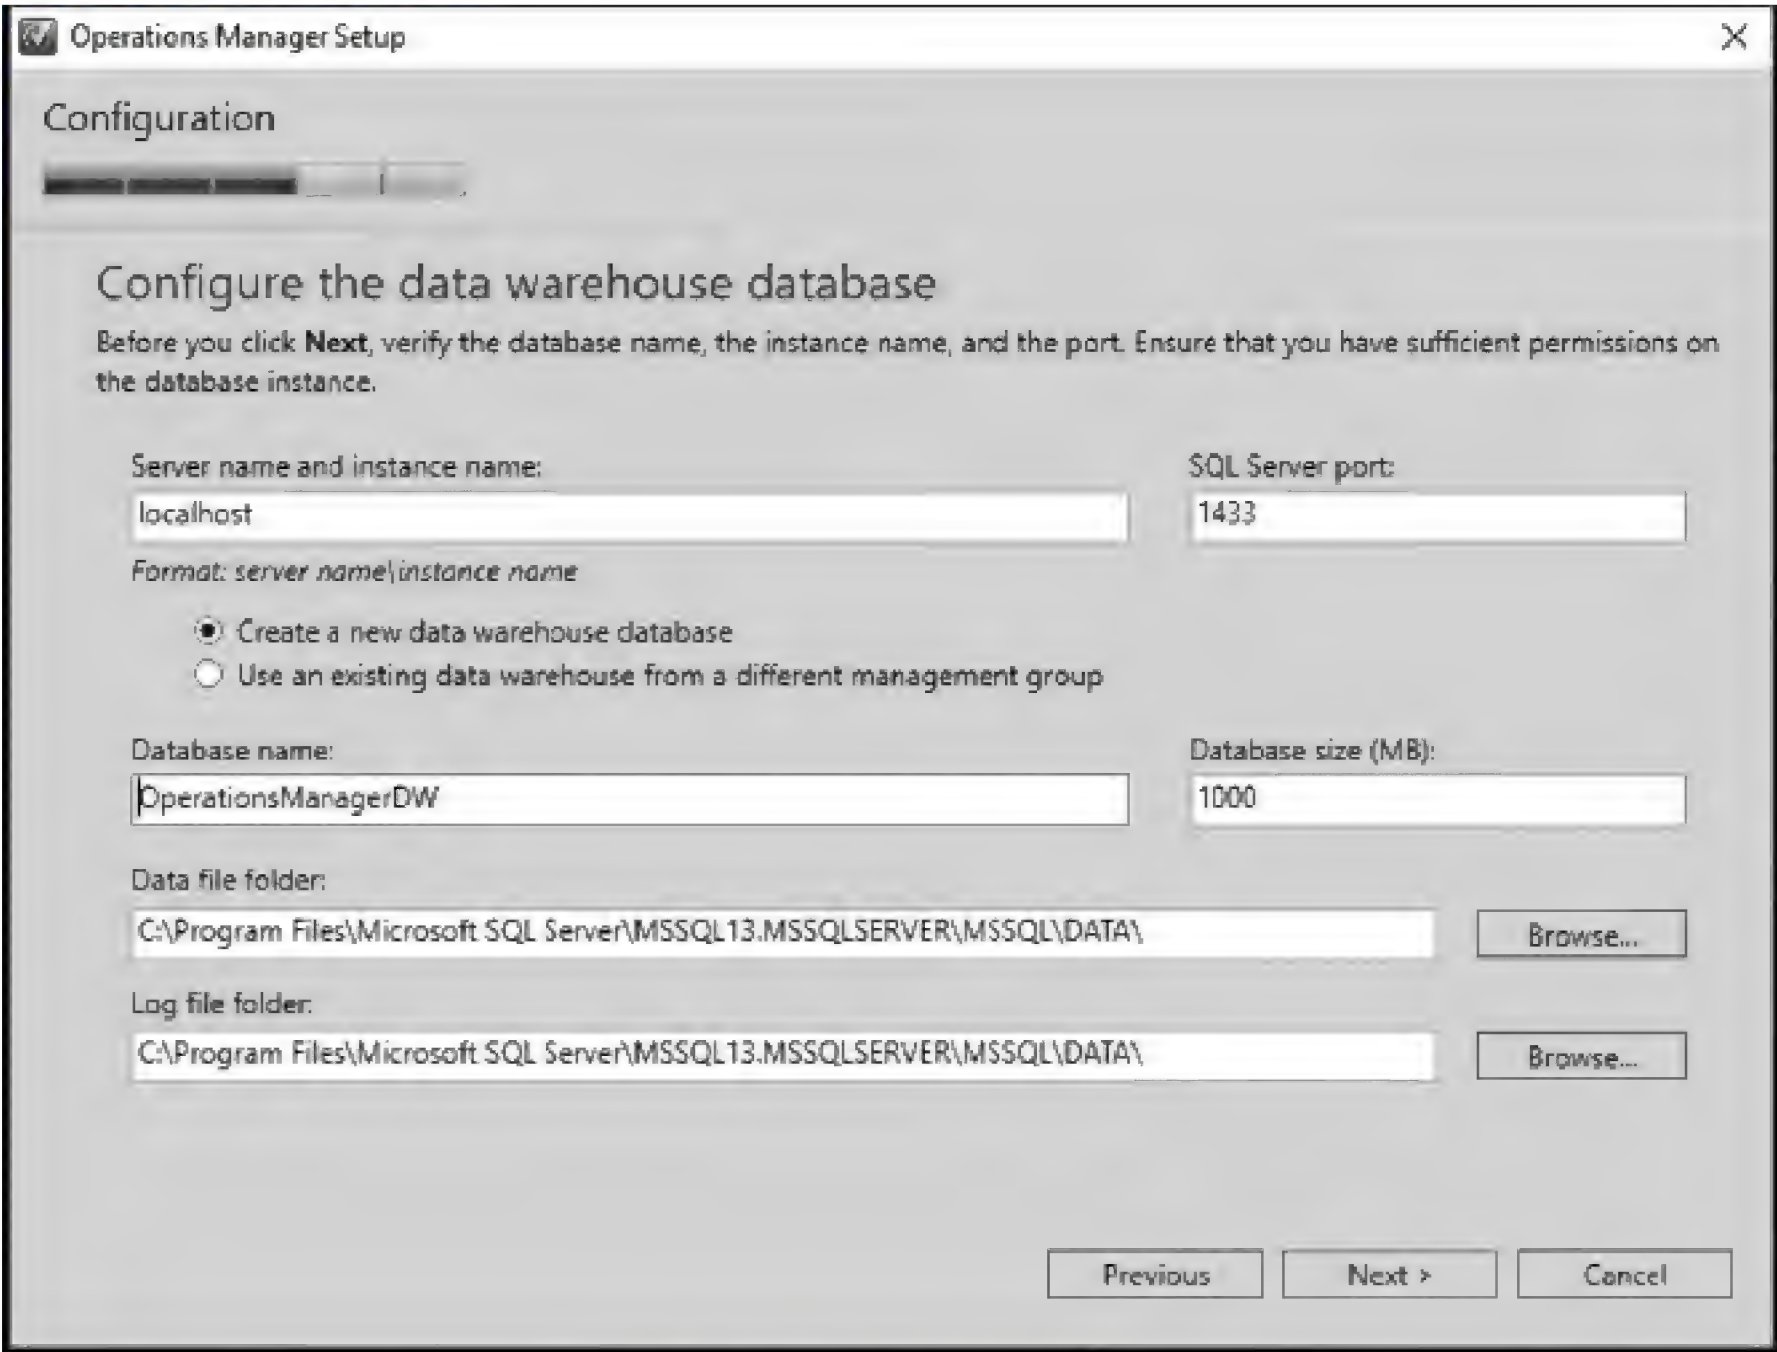 Operations Manager Setup
Configuration
Configure the data warehouse database
Before you click Next, verify the database name, the instance name, and the port. Ensure that you have sufficient permissions on
the database instance.
Server name and instance name:
SQL Server port:
localhost
1433
Format: server name\instance name
Create a new data warehouse database
Use an existing data warehouse from a different management group
Database name:
Database size (MB):
OperationsManagerDW
1000
Data file folder:
C:\Program Files\Microsoft SQL Server\MSSQL13.MSSQLSERVER\MSSQL\DATA\
Browse...
Log file folder:
C:\Program Files\Microsoft SQL Server\MSSQL13.MSSQLSERVER\MSSQL\DATA\
Browse...
Previous
Next >
Cancel